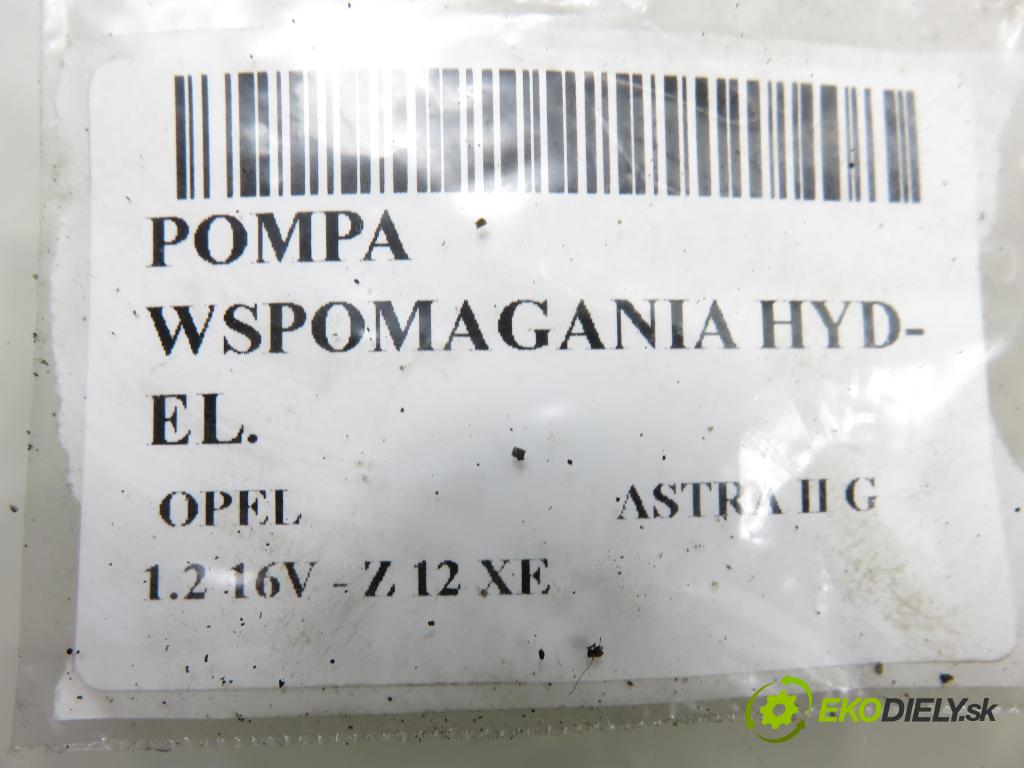 POMPA
WSPOMAGANIA HYD-
EL.
OPEL ASTRA II G
1.2 16V - Z 12 XE
EKODIELY.sk